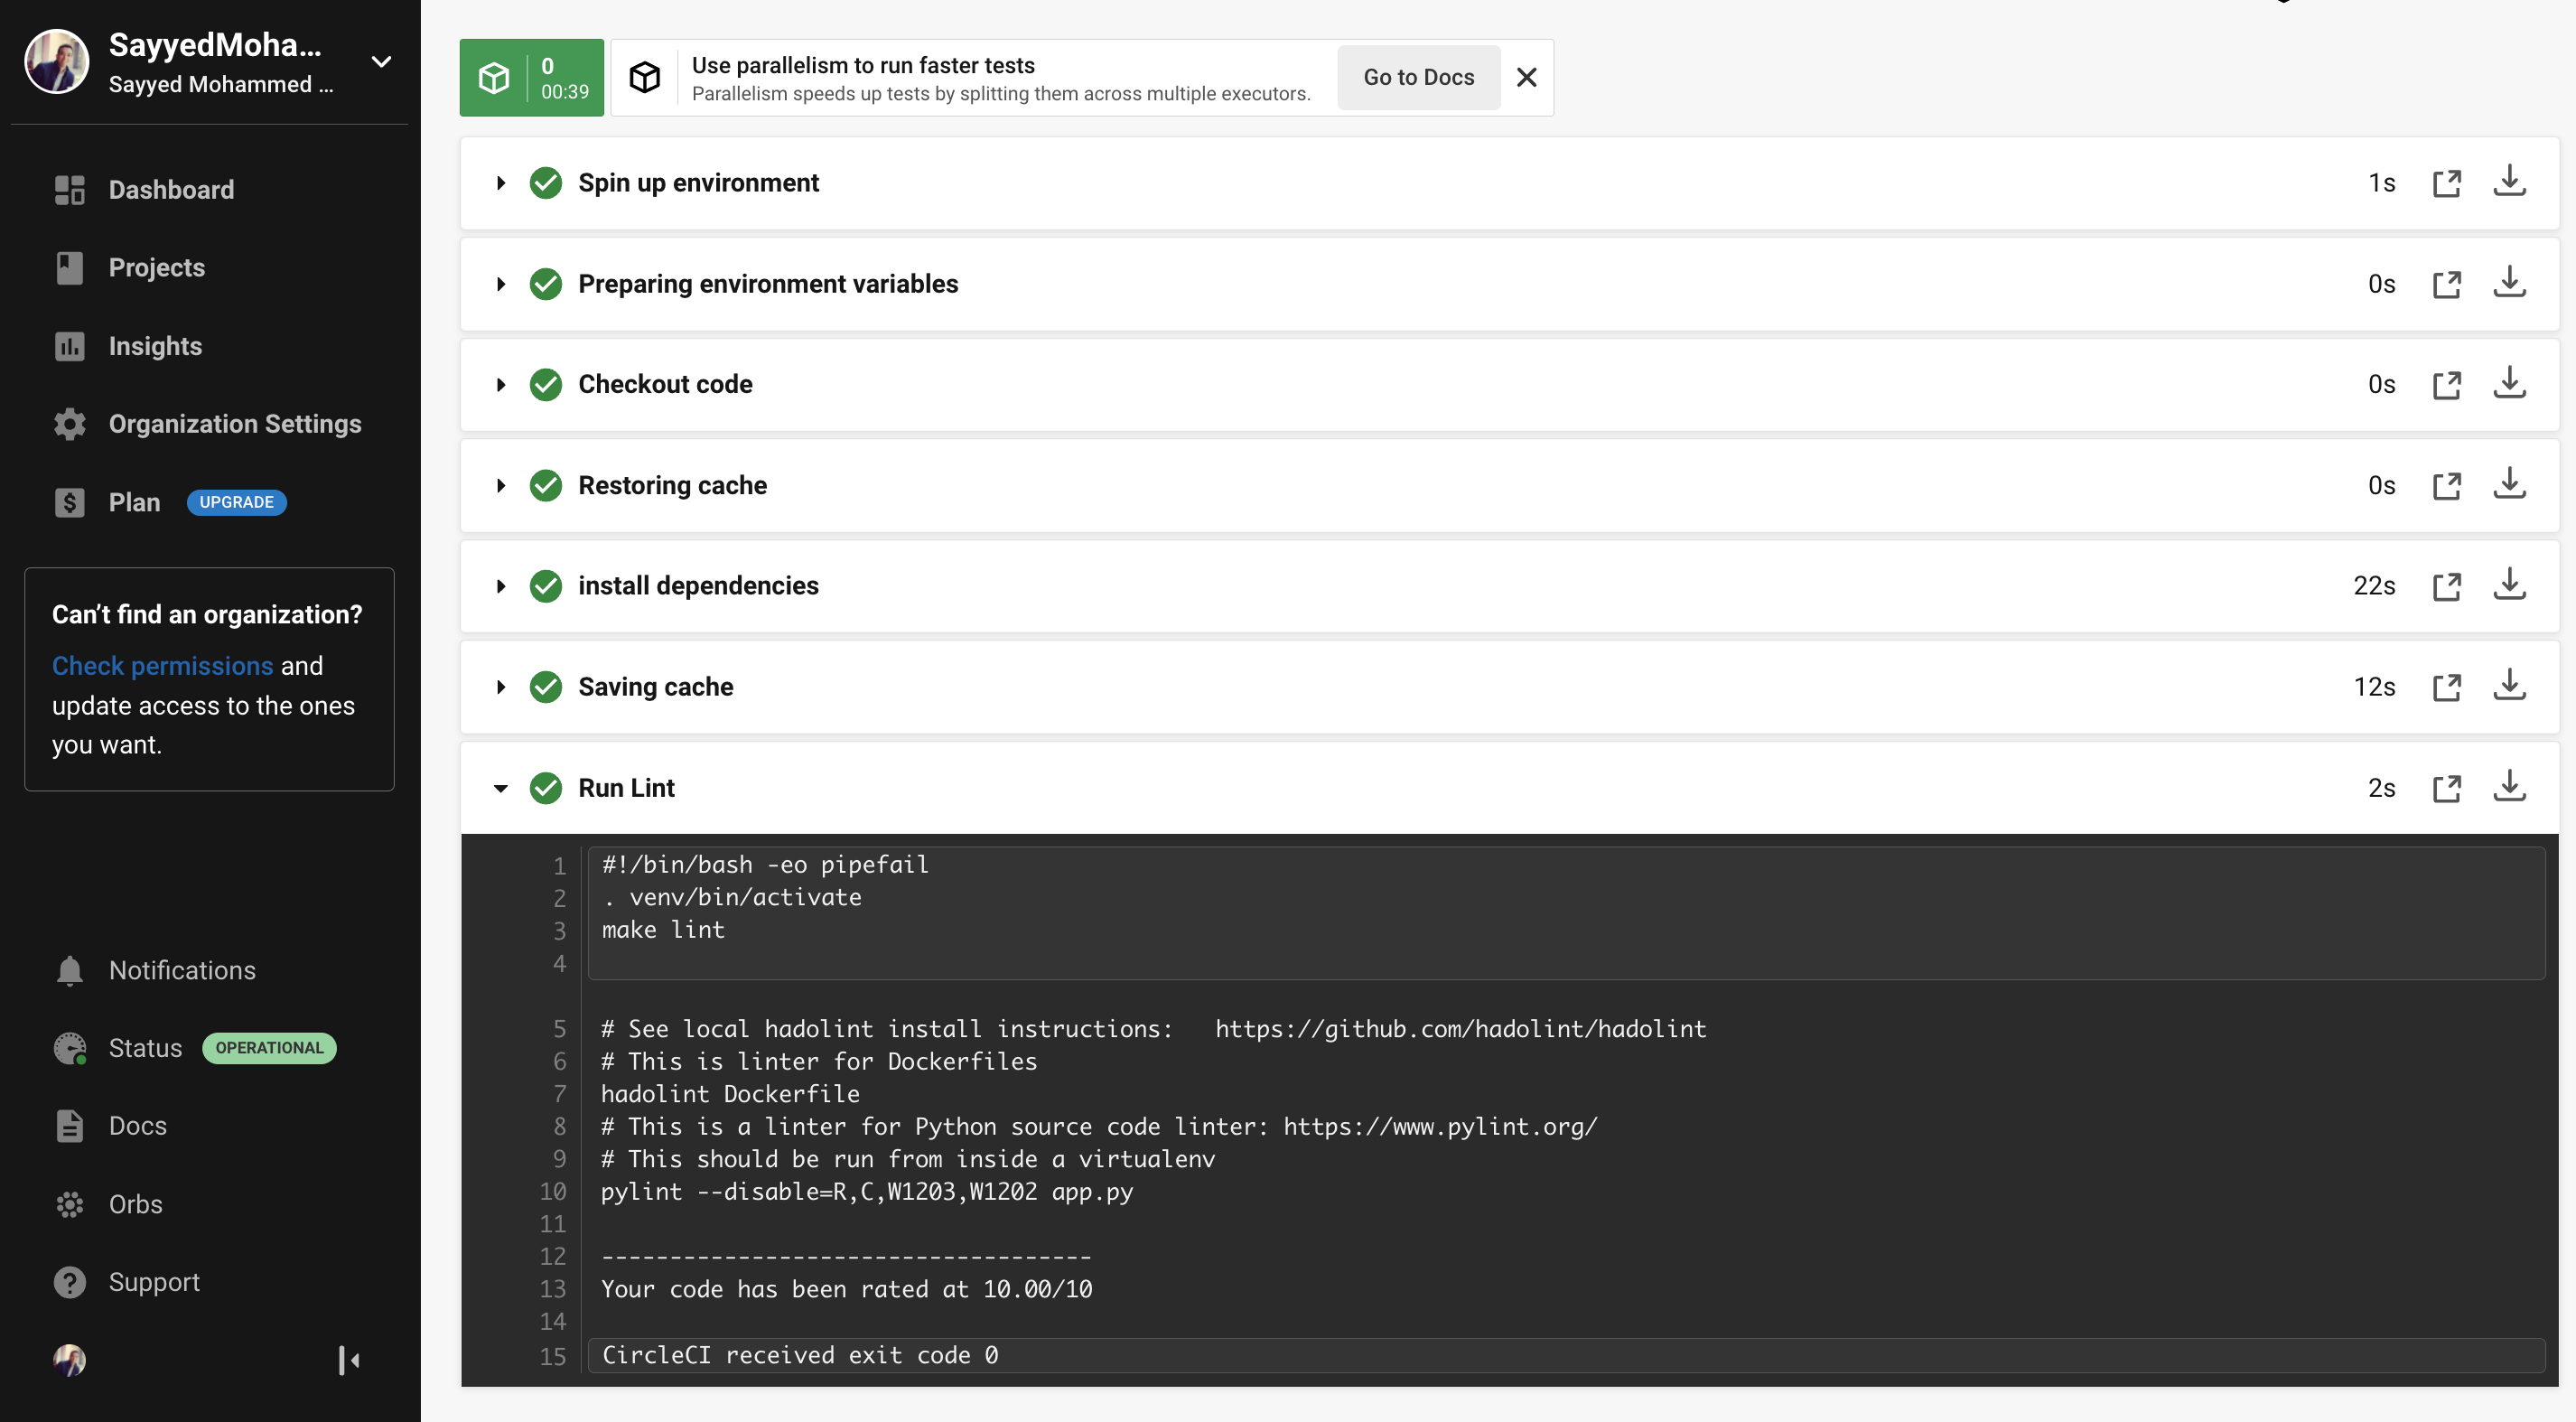 SayyedMoha...
Sayyed Mohammed ...
Dashboard
Projects
Insights
Organization Settings
Plan UPGRADE
Can’t find an organization?
Check permissions and
update access to the ones
you want.
Notifications
Status OPERATIONAL
Docs
Orbs
Support
0
00:39
Use parallelism to run faster tests
Parallelism speeds up tests by splitting them across multiple executors.
Go to Docs
Spin up environment 1s
Preparing environment variables 0s
Checkout code 0s
Restoring cache 0s
install dependencies 22s
Saving cache 12s
Run Lint 2s
1 #!/bin/bash -eo pipefail
2 . venv/bin/activate
3 make lint
4
5 # See local hadolint install instructions:   https://github.com/hadolint/hadolint
6 # This is linter for Dockerfiles
7 hadolint Dockerfile
8 # This is a linter for Python source code linter: https://www.pylint.org/
9 # This should be run from inside a virtualenv
10 pylint --disable=R,C,W1203,W1202 app.py
11
12 ------------------------------------
13 Your code has been rated at 10.00/10
14
15 CircleCI received exit code 0